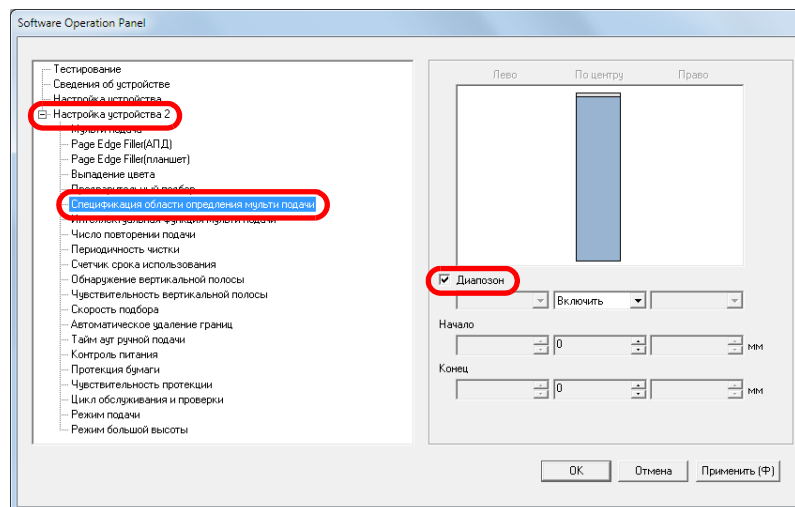 Software Operation Panel
Тестирование
Сведения об устройстве
Настройка устройства
Настройка устройства 2
Мульти подача
Page Edge Filler(АПД)
Page Edge Filler(планшет)
Выпадение цвета
Предварительный подбор
Спецификация области опредления мульти подачи
Интеллектуальная функция мульти подачи
Число повторении подачи
Периодичность чистки
Счетчик срока использования
Обнаружение вертикальной полосы
Чувствительность вертикальной полосы
Скорость подбора
Автоматическое удаление границ
Тайм аут ручной подачи
Контроль питания
Протекция бумаги
Чувствительность протекции
Цикл обслуживания и проверки
Режим подачи
Режим большой высоты
Лево По центру Право
Диапозон
Включить
Начало
0 мм
Конец
0 мм
OK Отмена Применить (Ф)